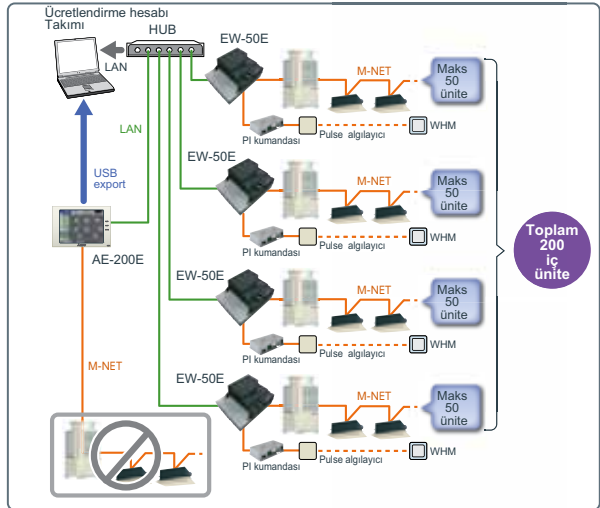 Ücretlendirme hesabı
Takımı
HUB
LAN
LAN
USB
export
AE-200E
M-NET
EW-50E
M-NET
Maks
50
ünite
PI kumandası
Pulse algılayıcı
WHM
EW-50E
M-NET
Maks
50
ünite
PI kumandası
Pulse algılayıcı
WHM
EW-50E
M-NET
Maks
50
ünite
PI kumandası
Pulse algılayıcı
WHM
EW-50E
M-NET
Maks
50
ünite
PI kumandası
Pulse algılayıcı
WHM
Toplam
200
iç
ünite